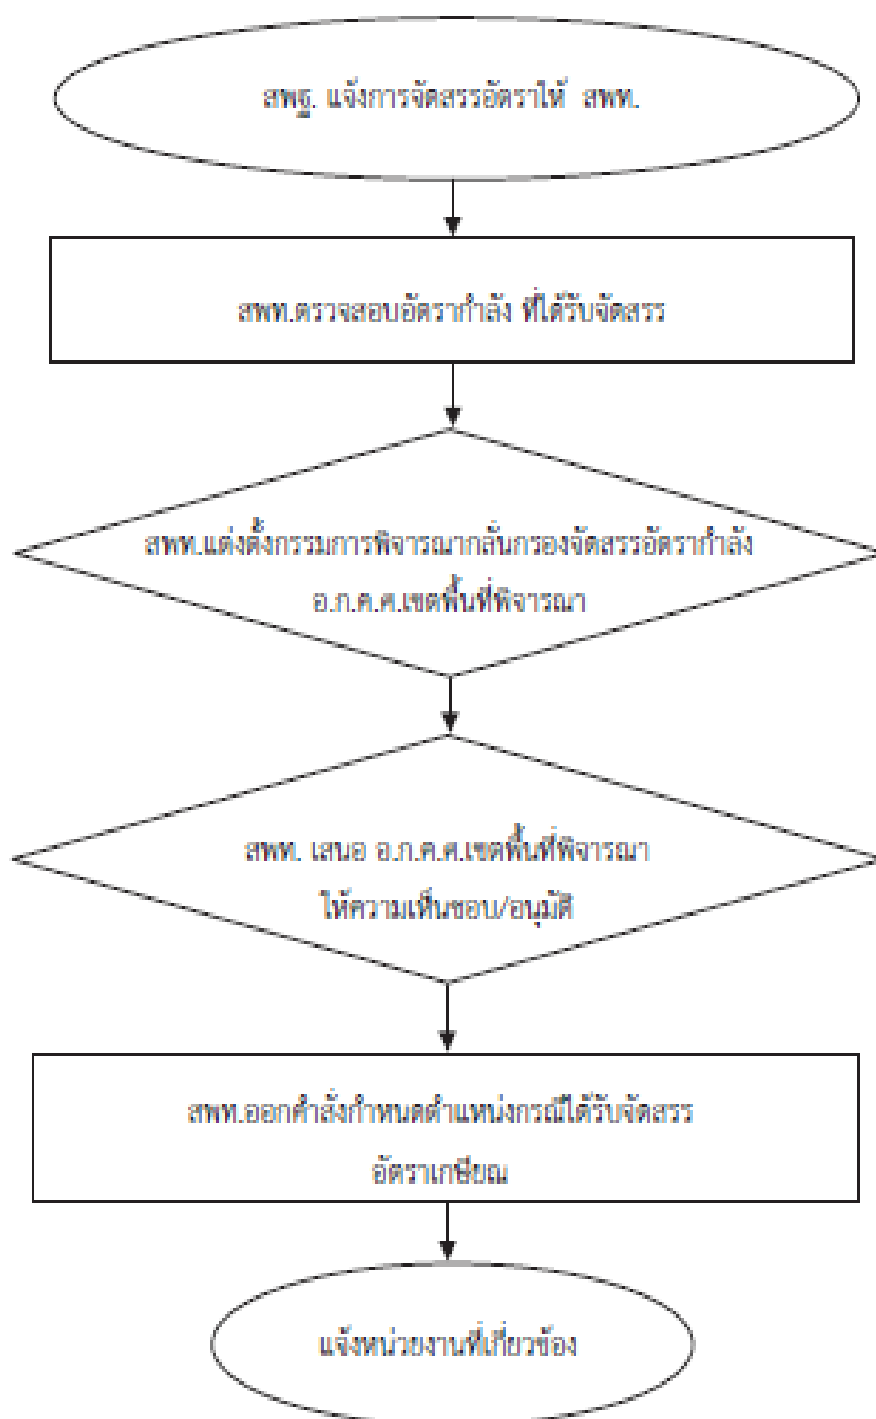 สพฐ. แจ้งการจัดสรรอัตราให้ สพท.
สพท.ตรวจสอบอัตรากำลัง ที่ได้รับจัดสรร
สพท.แต่งตั้งกรรมการพิจารณากลั่นกรองจัดสรรอัตรากำลัง
อ.ก.ค.ศ.เขตพื้นที่พิจารณา
สพท. เสนอ อ.ก.ค.ศ.เขตพื้นที่พิจารณา
ให้ความเห็นชอบ/อนุมัติ
สพท.ออกคำสั่งกำหนดตำแหน่งกรณีได้รับจัดสรร
อัตราเกษียณ
แจ้งหน่วยงานที่เกี่ยวข้อง